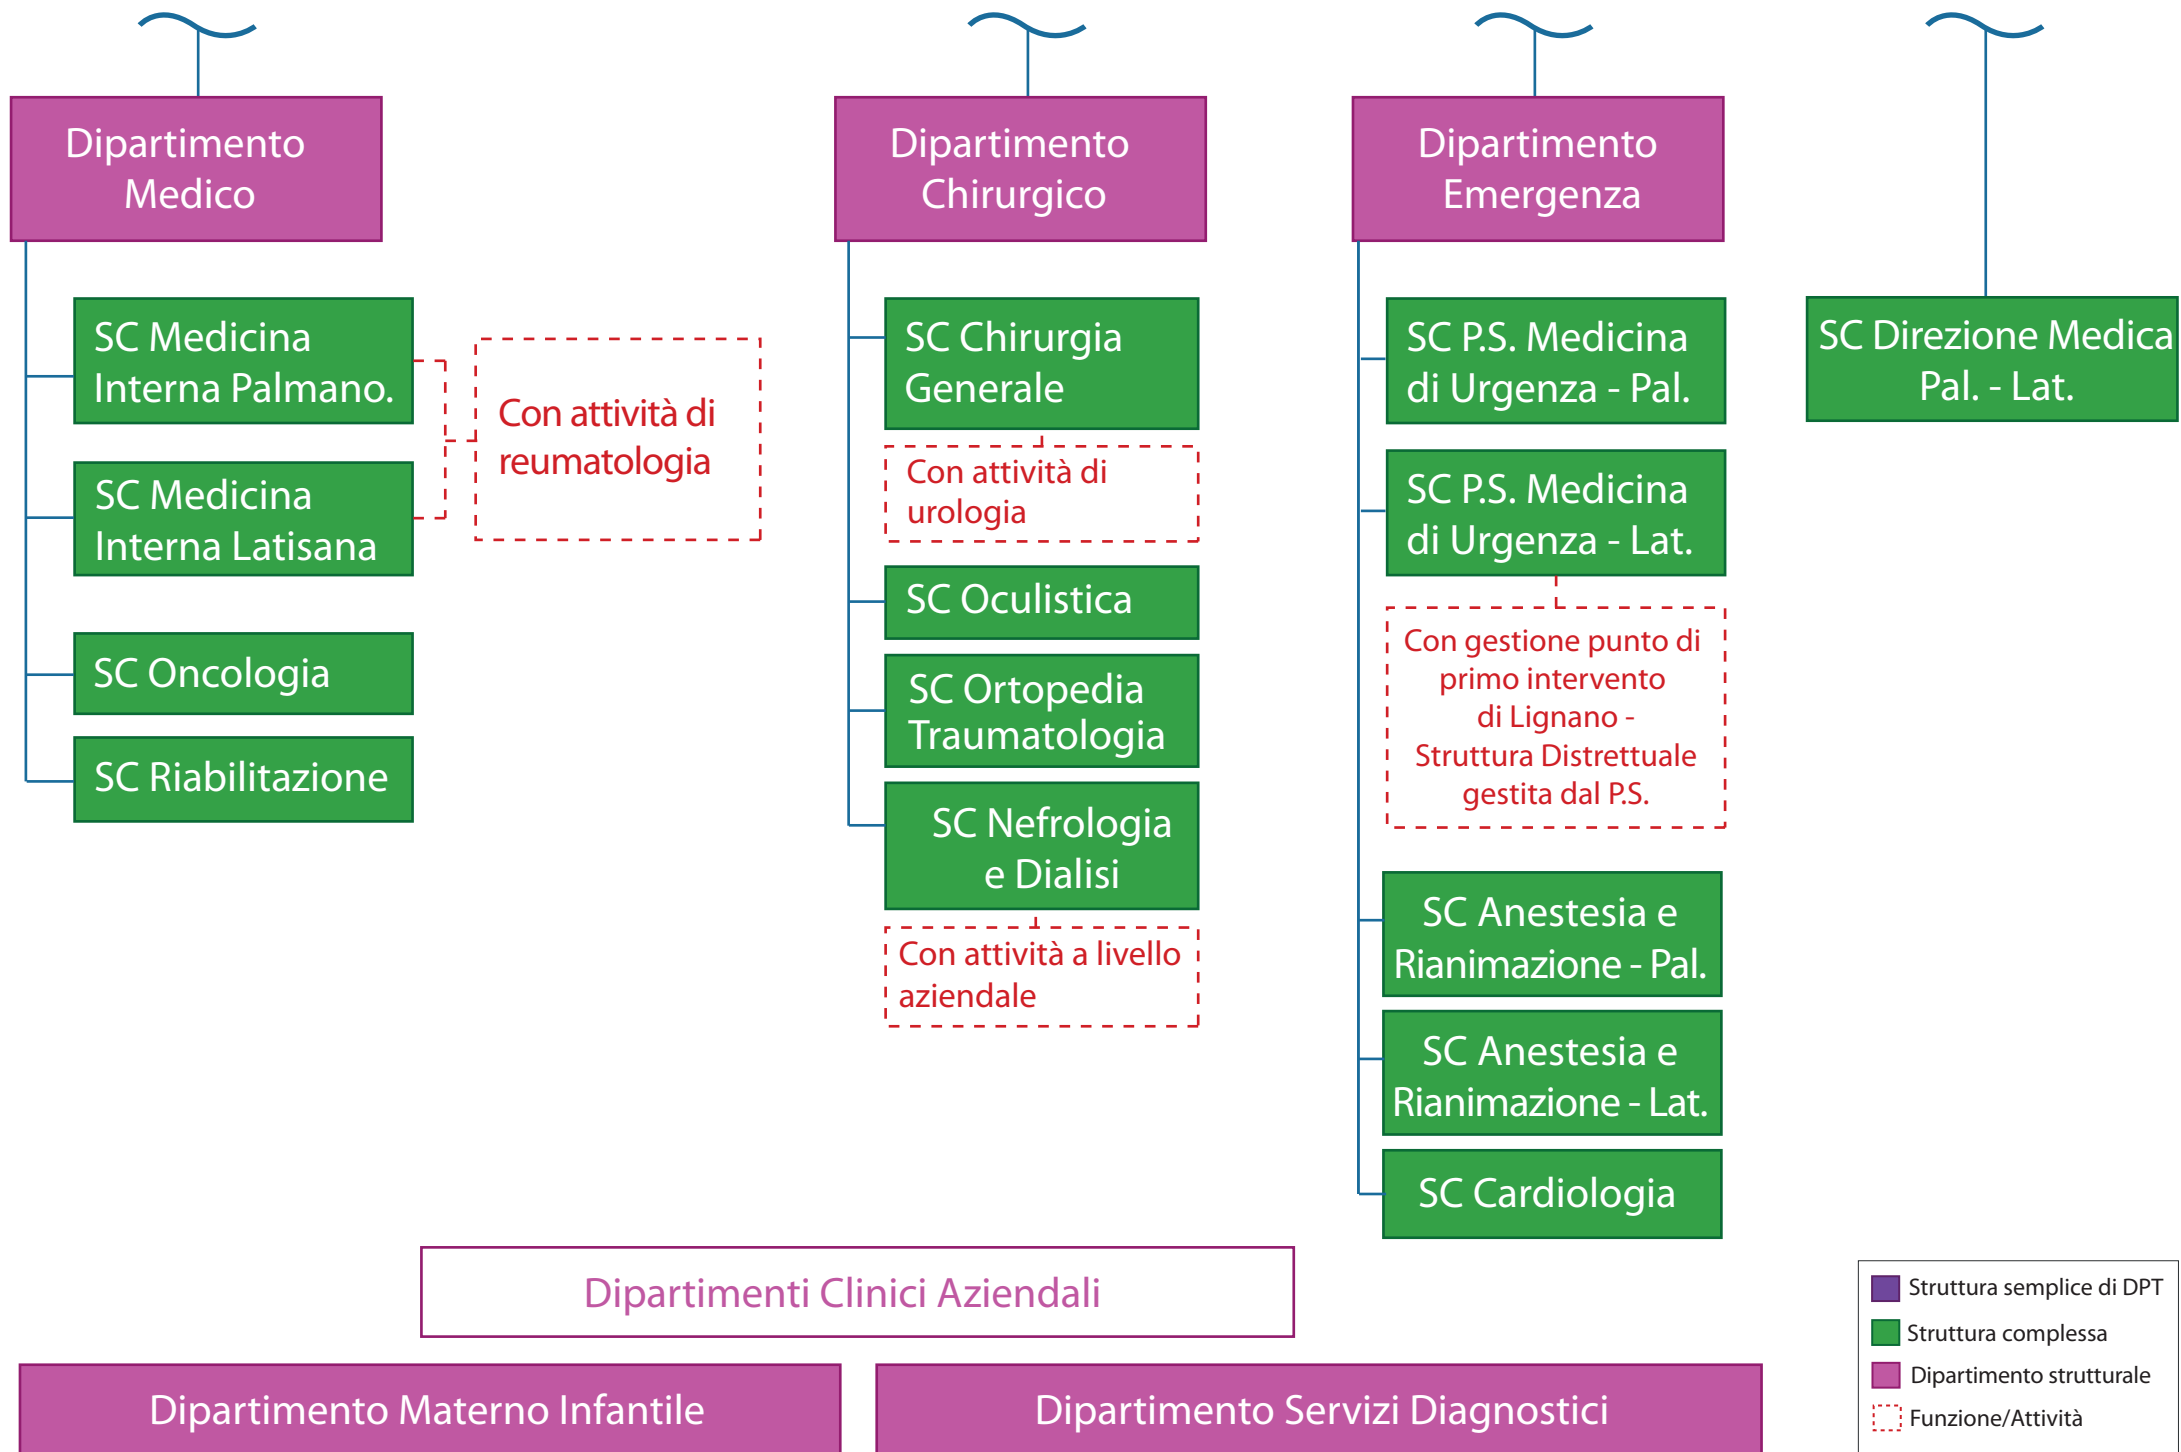 Dipartimento
Medico
SC Medicina
Interna Palmano.
Con attività di
reumatologia
SC Medicina
Interna Latisana
SC Oncologia
SC Riabilitazione
Dipartimento
Chirurgico
SC Chirurgia
Generale
Con attività di
urologia
SC Oculistica
SC Ortopedia
Traumatologia
SC Nefrologia
e Dialisi
Con attività a livello
aziendale
Dipartimento
Emergenza
SC P.S. Medicina
di Urgenza - Pal.
SC P.S. Medicina
di Urgenza - Lat.
Con gestione punto di
primo intervento
di Lignano -
Struttura Distrettuale
gestita dal P.S.
SC Anestesia e
Rianimazione - Pal.
SC Anestesia e
Rianimazione - Lat.
SC Cardiologia
SC Direzione Medica
Pal. - Lat.
Dipartimenti Clinici Aziendali
Dipartimento Materno Infantile
Dipartimento Servizi Diagnostici
Struttura semplice di DPT
Struttura complessa
Dipartimento strutturale
Funzione/Attività